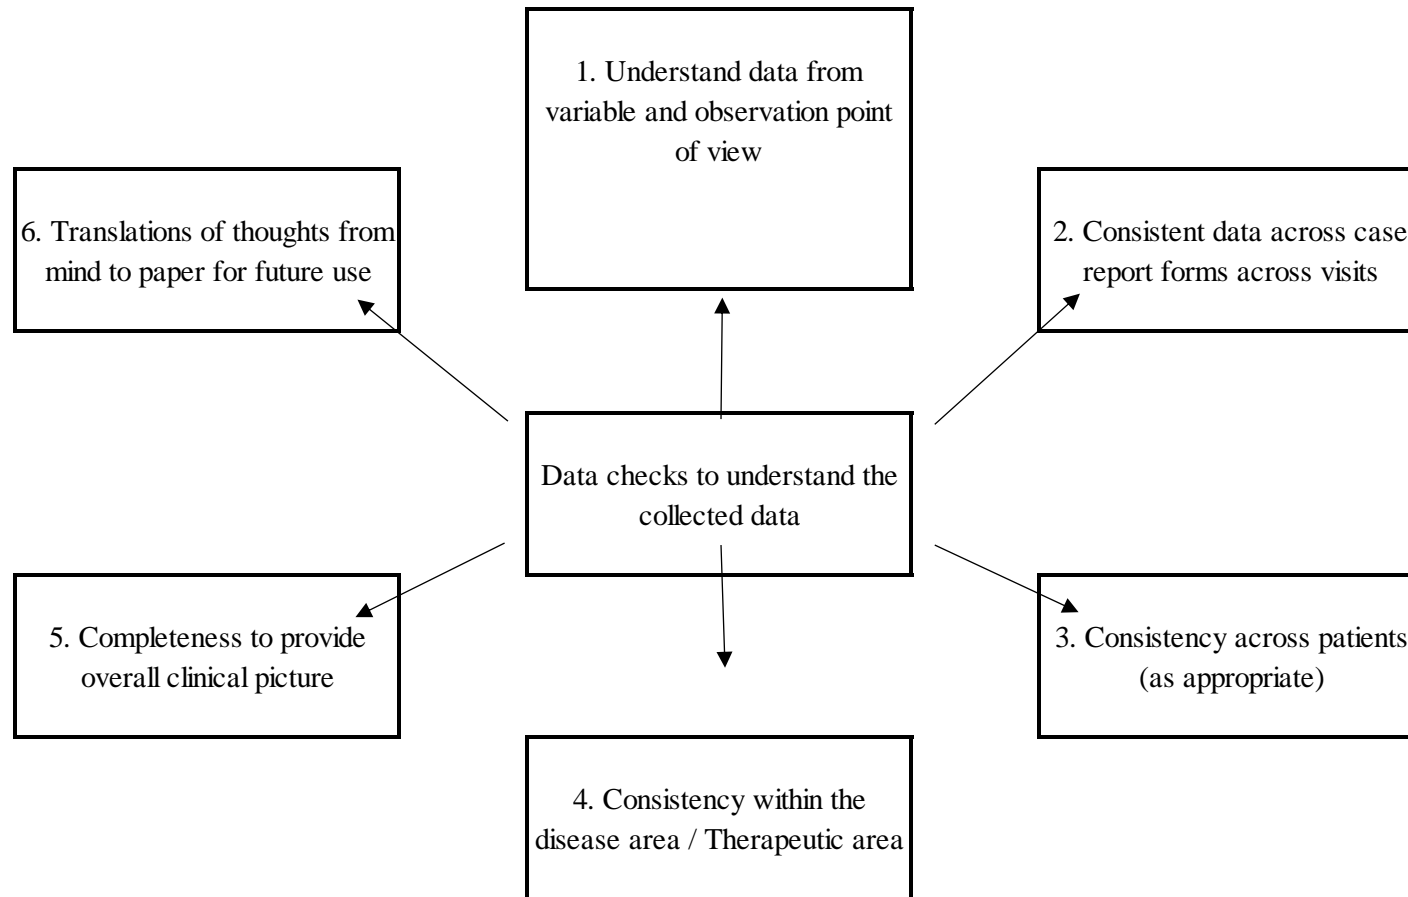 1. Understand data from
variable and observation point
of view
6. Translations of thoughts from
mind to paper for future use
2. Consistent data across case
report forms across visits
Data checks to understand the
collected data
5. Completeness to provide
overall clinical picture
3. Consistency across patients
(as appropriate)
4. Consistency within the
disease area / Therapeutic area